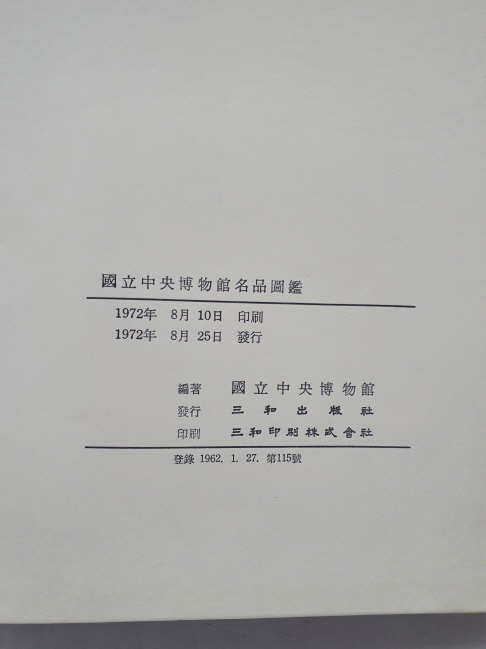 國立中央博物館名品圖鑑
1972年 8月 10日 印刷
1972年 8月 25日 發行
編著 國立中央博物館
發行 三和出版社
印刷 三和印刷株式會社
登錄 1962. 1. 27. 第115號